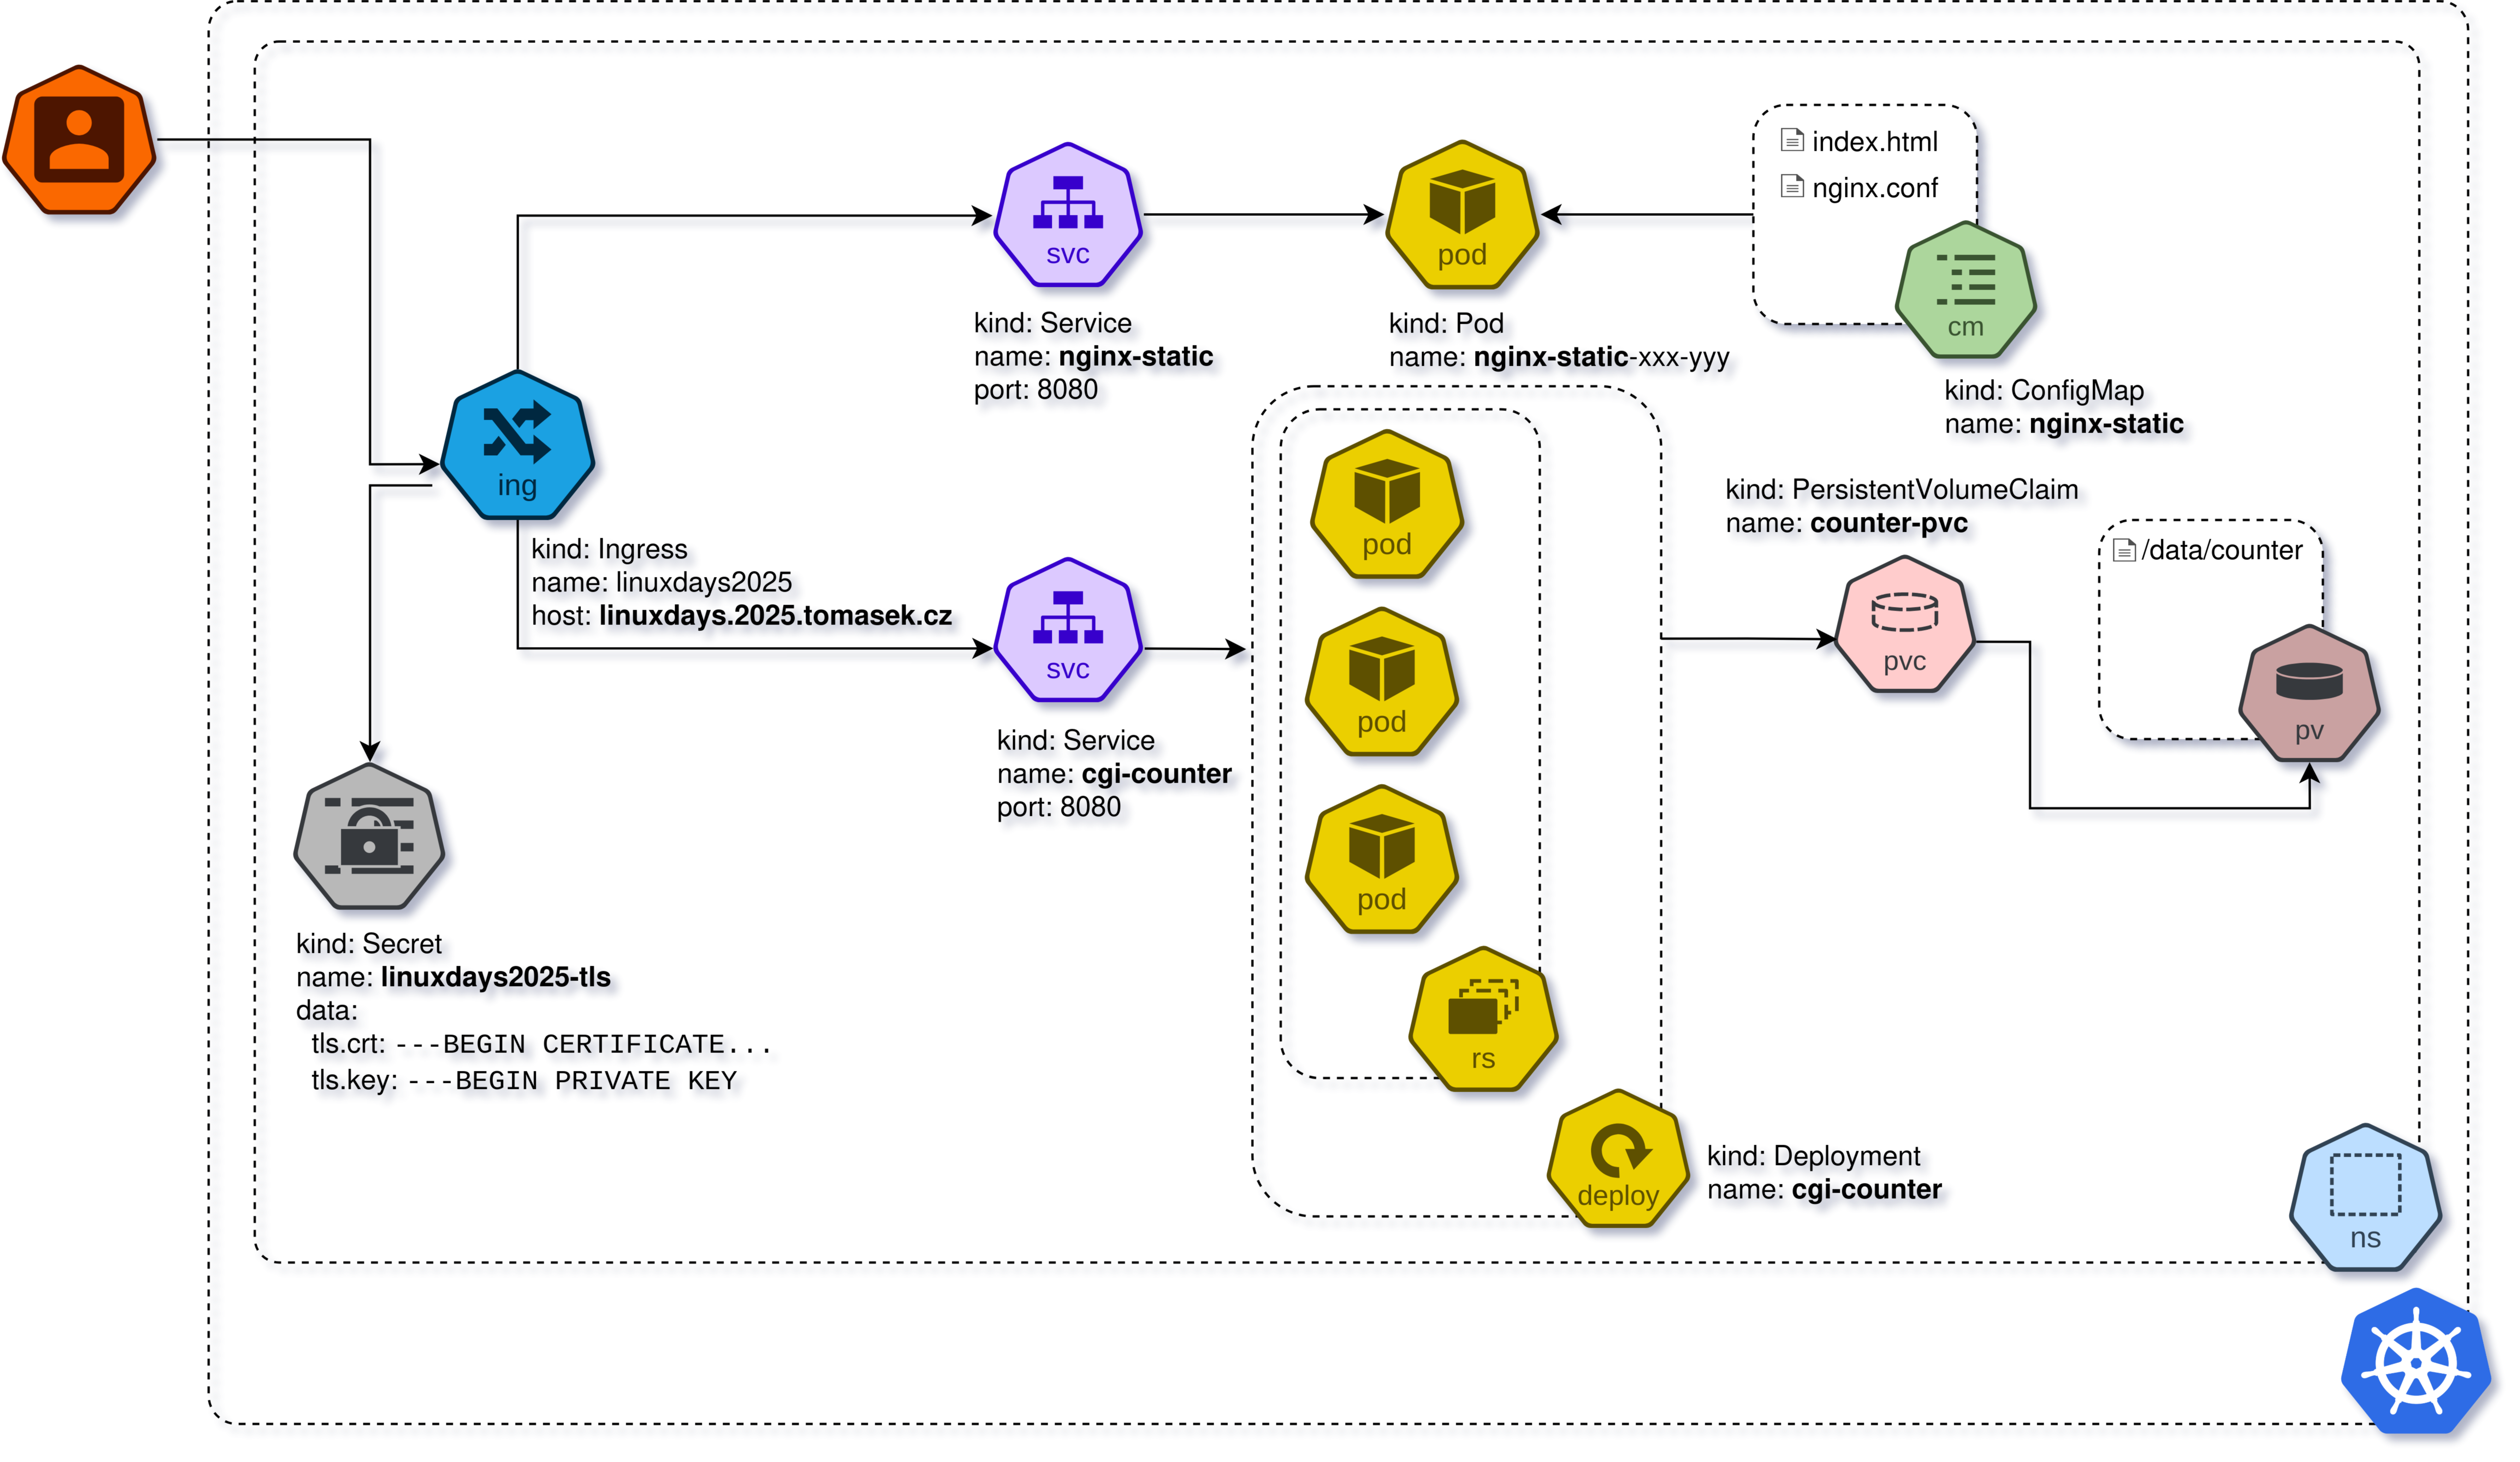 index.html
nginx.conf
svc
pod
cm
kind: Service
name: nginx-static
port: 8080
kind: Pod
name: nginx-static-xxx-yyy
kind: ConfigMap
name: nginx-static
ing
kind: Ingress
name: linuxdays2025
host: linuxdays.2025.tomasek.cz
svc
kind: Service
name: cgi-counter
port: 8080
pod
pod
pod
rs
deploy
kind: Deployment
name: cgi-counter
kind: PersistentVolumeClaim
name: counter-pvc
pvc
/data/counter
pv
kind: Secret
name: linuxdays2025-tls
data:
tls.crt: ---BEGIN CERTIFICATE...
tls.key: ---BEGIN PRIVATE KEY
ns